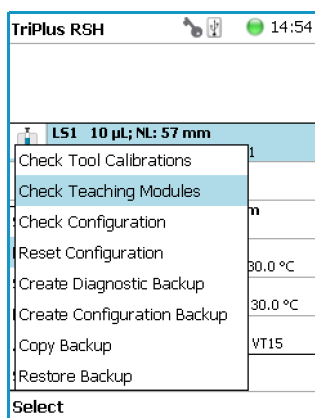 TriPlus RSH 14:54
LS1 10 µL; NL: 57 mm
1
Check Tool Calibrations
Check Teaching Modules
m
Check Configuration
Reset Configuration
30.0 °C
Create Diagnostic Backup
30.0 °C
Create Configuration Backup
Copy Backup
VT15
Restore Backup
Select